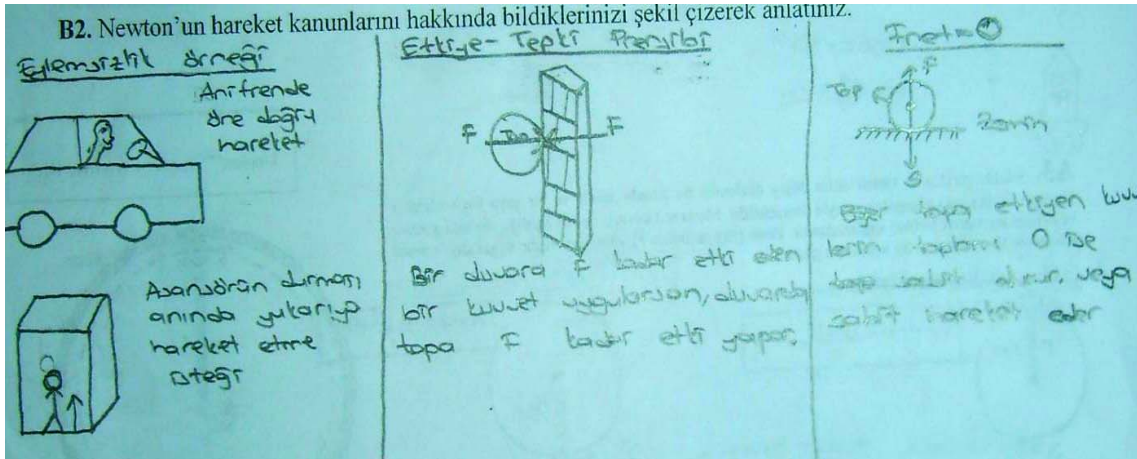 B2. Newton'un hareket kanunlarını hakkında bildiklerinizi şekil çizerek anlatınız.
Eylemsizlik örneği
Ani frende
öne doğru
hareket
Asansörün durması
anında yukarıya
hareket etme
isteği
Etkiye-Tepki Prensibi
F Top F
Bir duvara F kadar etki eden
bir kuvvet uygularsan, duvarda
topa F kadar etki yapar.
Fnet=0
F
Top
Zemin
G
Eğer topa etkiyen kuvv
lerin toplamı 0 ise
top sabit durur, veya
sabit hareket eder